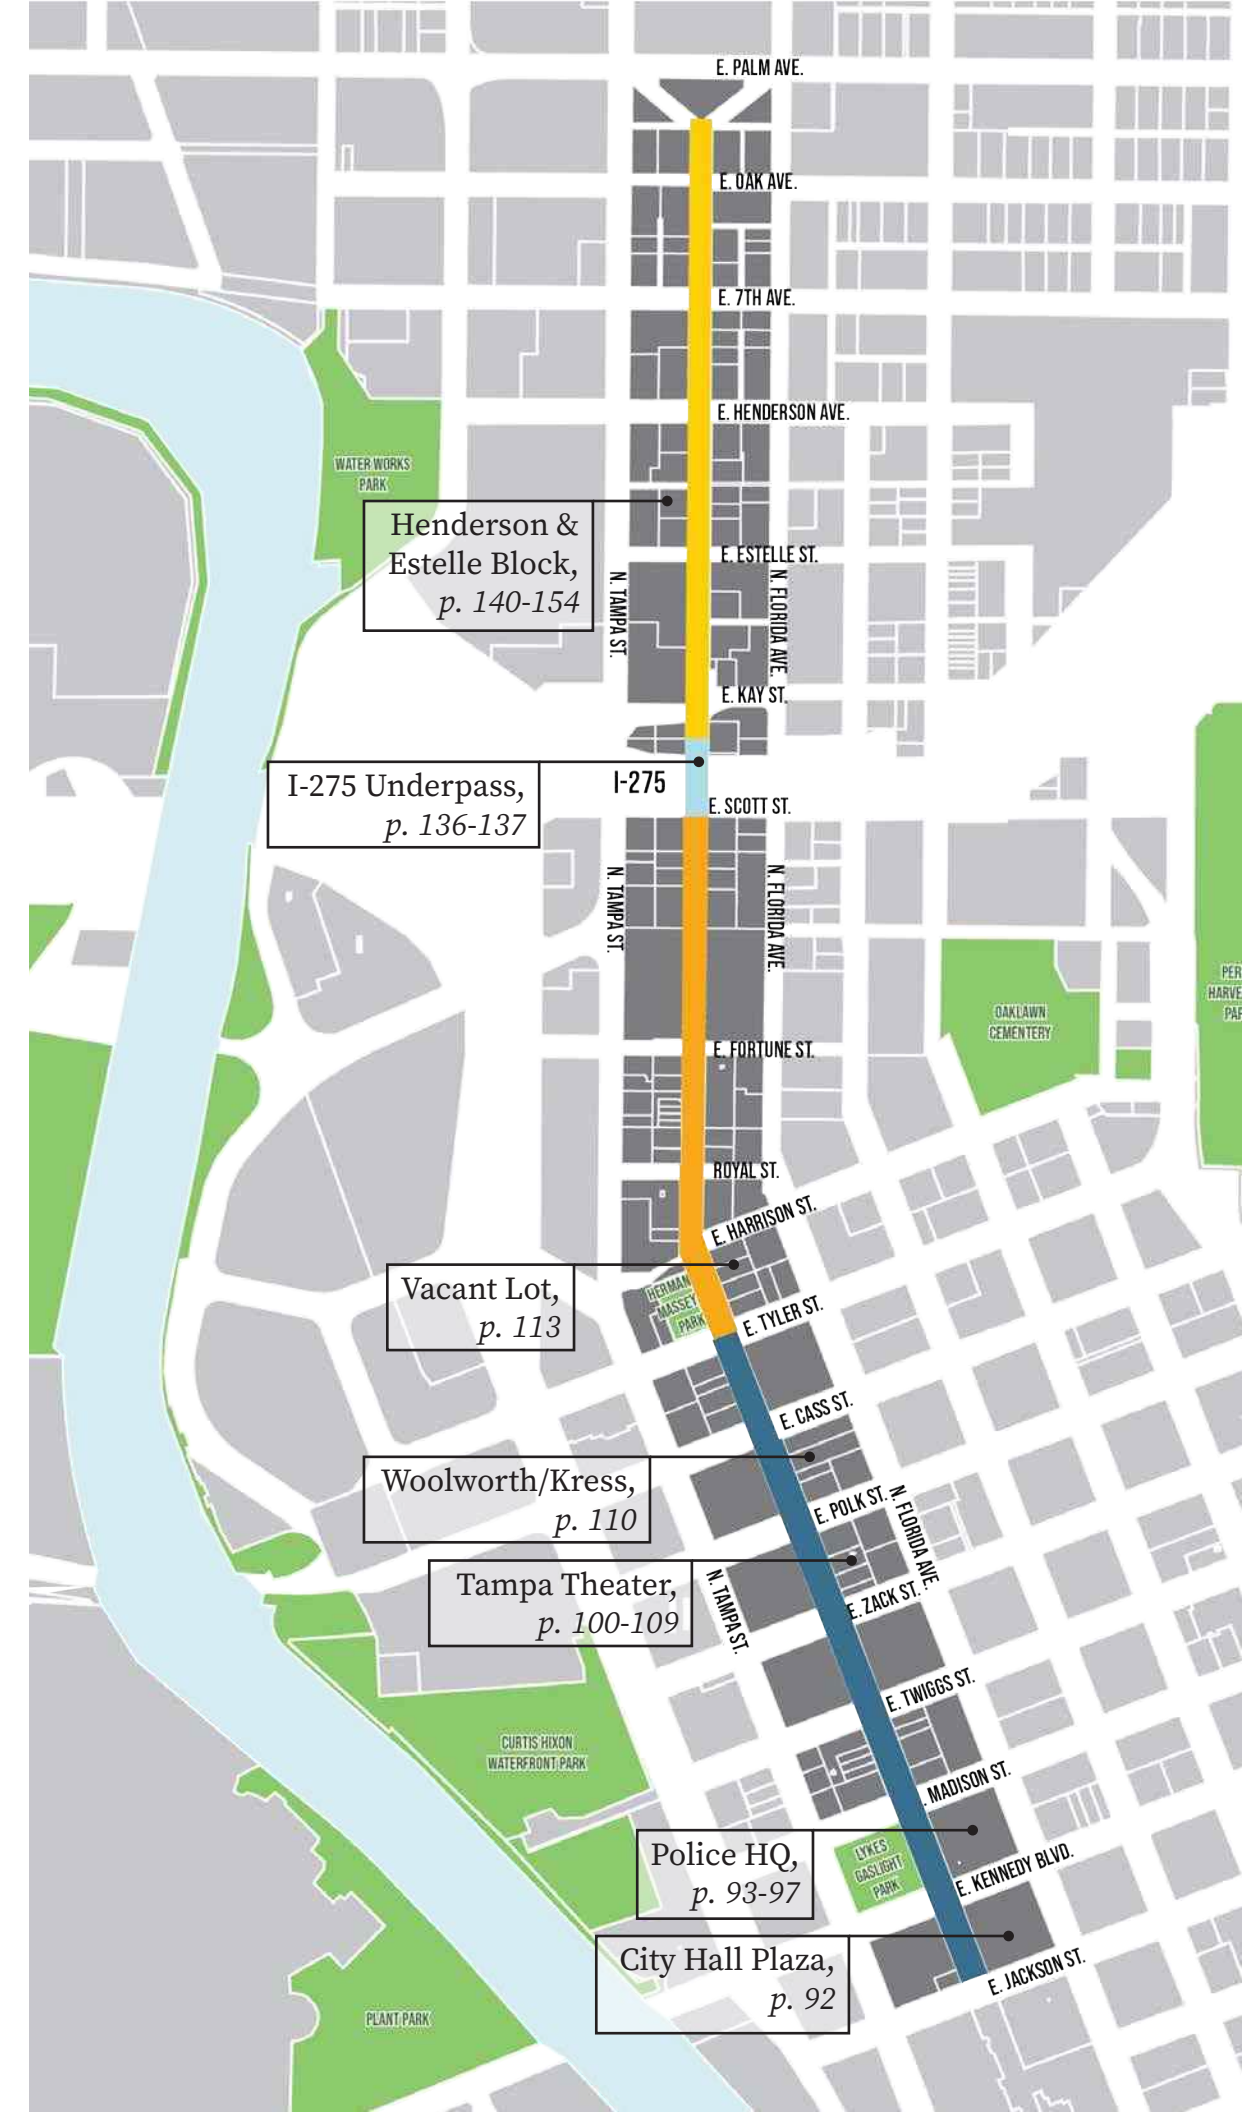 E. PALM AVE.
E. OAK AVE.
E. 7TH AVE.
E. HENDERSON AVE.
WATER WORKS
PARK
Henderson &
Estelle Block,
p. 140-154
E. ESTELLE ST.
N. TAMPA ST.
N. FLORIDA AVE.
E. KAY ST.
I-275 Underpass,
p. 136-137
I-275
E. SCOTT ST.
N. TAMPA ST.
N. FLORIDA AVE.
PER
HARVE
PAR
OAKLAWN
CEMENTERY
E. FORTUNE ST.
ROYAL ST.
E. HARRISON ST.
Vacant Lot,
p. 113
HERMAN
MASSEY
PARK
E. TYLER ST.
E. CASS ST.
Woolworth/Kress,
p. 110
E. POLK ST.
N. FLORIDA AVE.
Tampa Theater,
p. 100-109
N. TAMPA ST.
E. ZACK ST.
E. TWIGGS ST.
CURTIS HIXON
WATERFRONT PARK
. MADISON ST.
Police HQ,
p. 93-97
LYKES
GASLIGHT
PARK
E. KENNEDY BLVD.
City Hall Plaza,
p. 92
E. JACKSON ST.
PLANT PARK